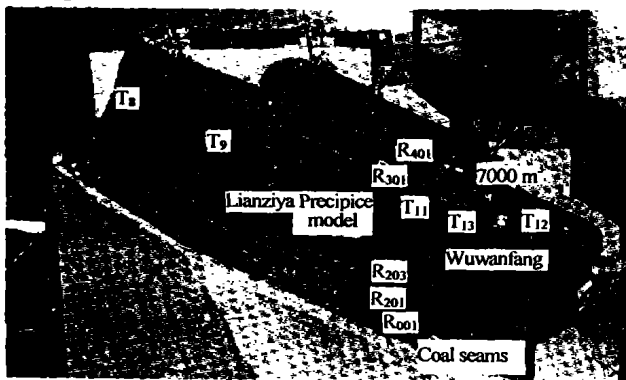 T₈
T₉
R₄₀₁
R₃₀₁
7000 m
Lianziya Precipice
model
T₁₁
T₁₃
T₁₂
Wuwanfang
R₂₀₃
R₂₀₁
R₀₀₁
Coal seams